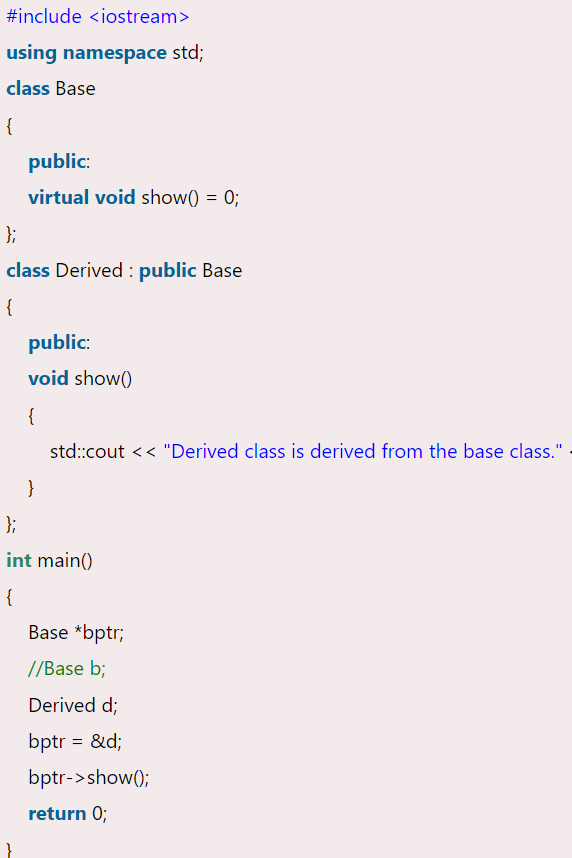 #include <iostream>
using namespace std;
class Base
{
public:
virtual void show() = 0;
};
class Derived : public Base
{
public:
void show()
{
std::cout << "Derived class is derived from the base class."
}
};
int main()
{
Base *bptr;
//Base b;
Derived d;
bptr = &d;
bptr->show();
return 0;
}